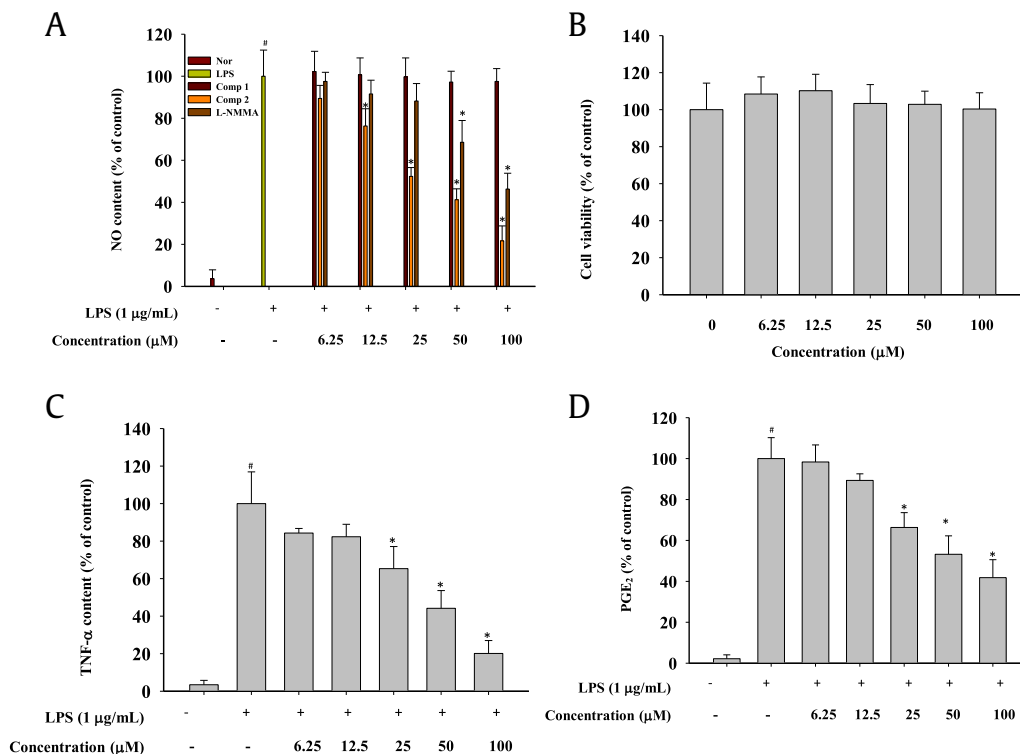 A
NO content (% of control)
120
100
80
60
40
20
0
Nor
LPS
Comp 1
Comp 2
L-NMMA
#
*
*
*
*
*
*
LPS (1 µg/mL) - + + + + + +
Concentration (µM) - - 6.25 12.5 25 50 100
B
Cell viability (% of control)
140
120
100
80
60
40
20
0
0 6.25 12.5 25 50 100
Concentration (µM)
C
TNF-α content (% of control)
140
120
100
80
60
40
20
0
#
*
*
*
LPS (1 µg/mL) - + + + + + +
Concentration (µM) - - 6.25 12.5 25 50 100
D
PGE₂ (% of control)
120
100
80
60
40
20
0
#
*
*
*
LPS (1 µg/mL) - + + + + + +
Concentration (µM) - - 6.25 12.5 25 50 100